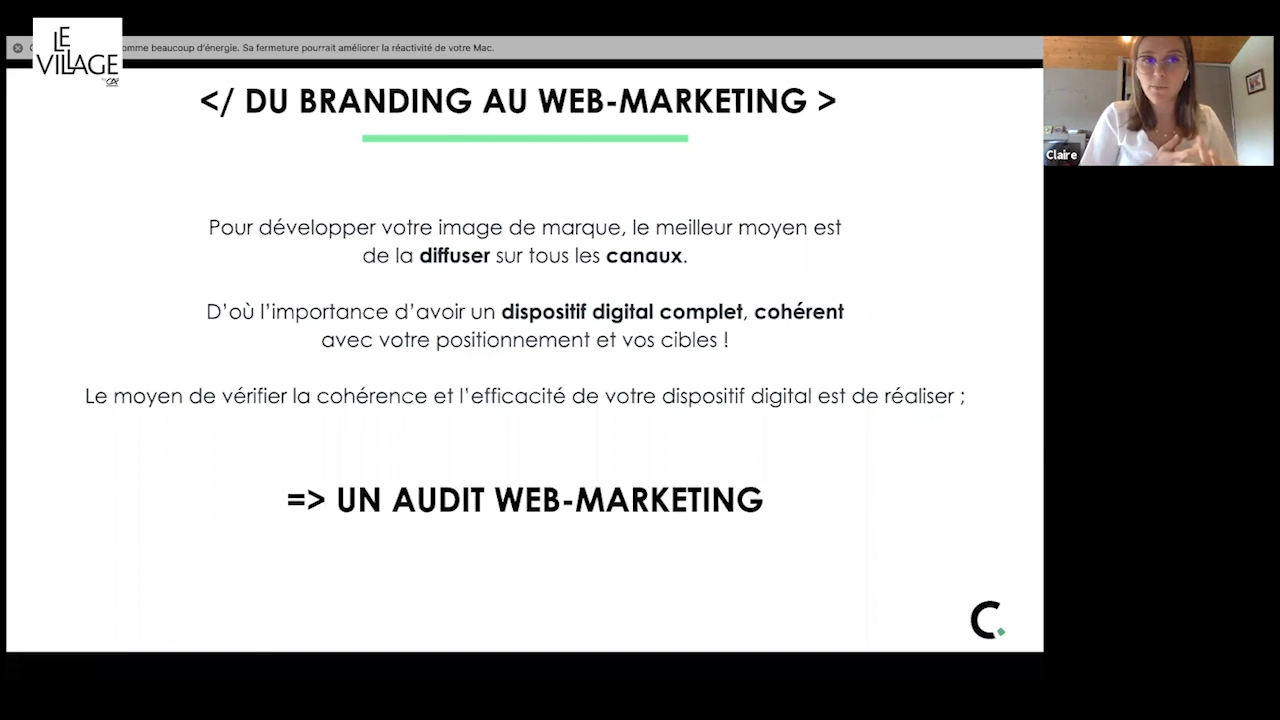 LE
VILLAGE
by CA
omme beaucoup d'énergie. Sa fermeture pourrait améliorer la réactivité de votre Mac.
</ DU BRANDING AU WEB-MARKETING >
Claire
Pour développer votre image de marque, le meilleur moyen est
de la diffuser sur tous les canaux.
D'où l'importance d'avoir un dispositif digital complet, cohérent
avec votre positionnement et vos cibles !
Le moyen de vérifier la cohérence et l'efficacité de votre dispositif digital est de réaliser ;
=> UN AUDIT WEB-MARKETING
C.